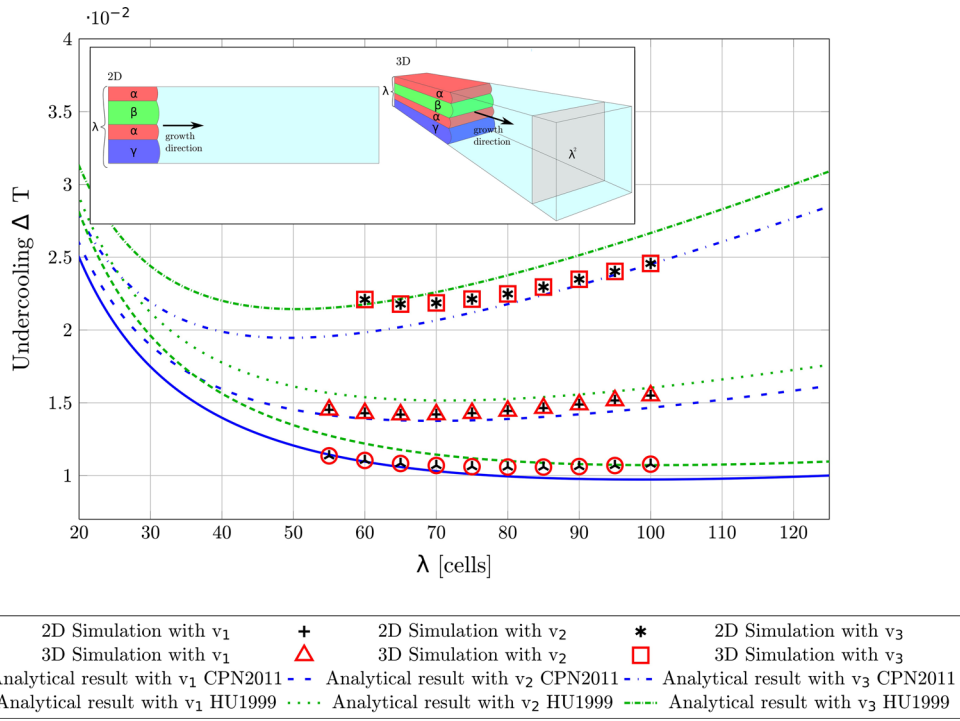 ·10⁻²
4
3.5
3
2.5
2
1.5
1
Undercooling Δ T
2D
λ
α
β
α
γ
growth
direction
3D
λ
α
β
α
γ
growth
direction
λ²
20 30 40 50 60 70 80 90 100 110 120
λ [cells]
2D Simulation with v₁ 2D Simulation with v₂ 2D Simulation with v₃
3D Simulation with v₁ 3D Simulation with v₂ 3D Simulation with v₃
Analytical result with v₁ CPN2011 Analytical result with v₂ CPN2011 Analytical result with v₃ CPN2011
Analytical result with v₁ HU1999 Analytical result with v₂ HU1999 Analytical result with v₃ HU1999